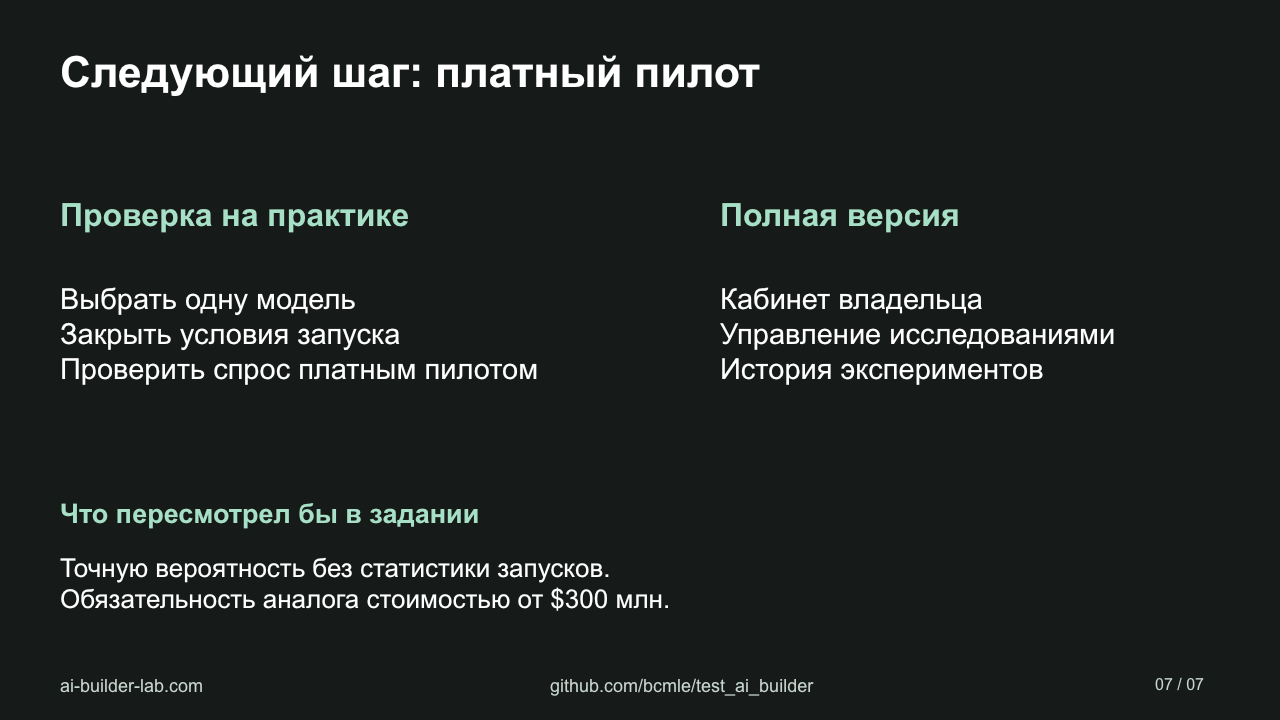 Следующий шаг: платный пилот
Проверка на практике
Выбрать одну модель
Закрыть условия запуска
Проверить спрос платным пилотом
Полная версия
Кабинет владельца
Управление исследованиями
История экспериментов
Что пересмотрел бы в задании
Точную вероятность без статистики запусков.
Обязательность аналога стоимостью от $300 млн.
ai-builder-lab.com
github.com/bcmle/test_ai_builder
07 / 07